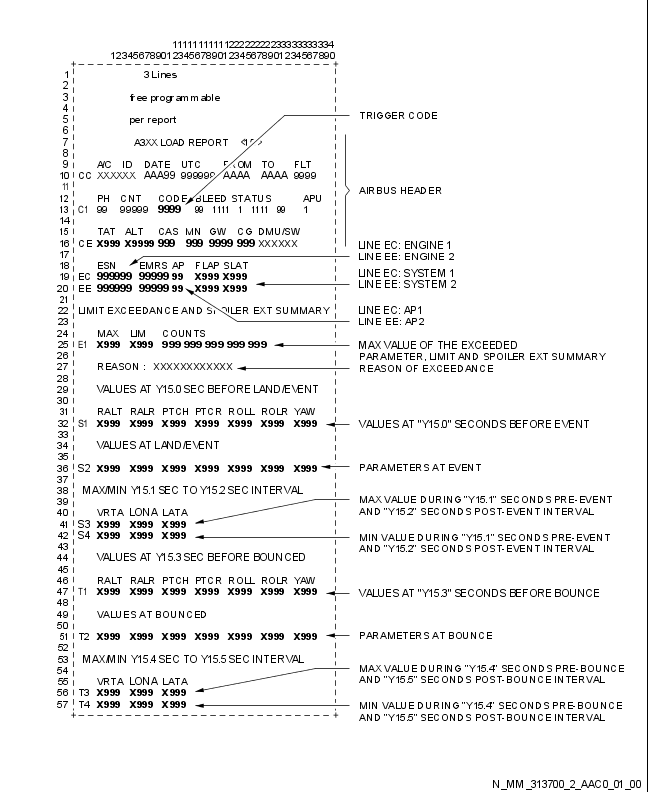 1111111111222222222233333333334
1234567890123456789012345678901234567890
1 3 Lines
2
3 free programmable
4
5 per report
6
7 A3XX LOAD REPORT
8
9 A/C ID DATE UTC FROM TO FLT
10 CC XXXXXX AAA99 999999 AAAA AAAA 9999
11
12 PH CNT CODE BLEED STATUS APU
13 C1 99 99999 9999 99 1111 1 1111 99 1
14
15 TAT ALT CAS MN GW CG DMU/SW
16 CE X999 X9999 999 999 9999 999 XXXXXX
17
18 ESN EMRS AP FLAP SLAT
19 EC 999999 99999 99 X999 X999
20 EE 999999 99999 99 X999 X999
21
22 LIMIT EXCEEDANCE AND SPOILER EXT SUMMARY
23
24 MAX LIM COUNTS
25 E1 X999 X999 999 999 999 999 999
26
27 REASON : XXXXXXXXXXXX
28
29 VALUES AT Y15.0 SEC BEFORE LAND/EVENT
30
31 RALT RALR PTCH PTCR ROLL ROLR YAW
32 S1 X999 X999 X999 X999 X999 X999 X999
33
34 VALUES AT LAND/EVENT
35
36 S2 X999 X999 X999 X999 X999 X999 X999
37
38 MAX/MIN Y15.1 SEC TO Y15.2 SEC INTERVAL
39
40 VRTA LONA LATA
41 S3 X999 X999 X999
42 S4 X999 X999 X999
43
44 VALUES AT Y15.3 SEC BEFORE BOUNCED
45
46 RALT RALR PTCH PTCR ROLL ROLR YAW
47 T1 X999 X999 X999 X999 X999 X999 X999
48
49 VALUES AT BOUNCED
50
51 T2 X999 X999 X999 X999 X999 X999 X999
52
53 MAX/MIN Y15.4 SEC TO Y15.5 SEC INTERVAL
54
55 VRTA LONA LATA
56 T3 X999 X999 X999
57 T4 X999 X999 X999
TRIGGER CODE
AIRBUS HEADER
LINE EC: ENGINE 1
LINE EE: ENGINE 2
LINE EC: SYSTEM 1
LINE EE: SYSTEM 2
LINE EC: AP1
LINE EE: AP2
MAX VALUE OF THE EXCEEDED
PARAMETER, LIMIT AND SPOILER EXT SUMMARY
REASON OF EXCEEDANCE
VALUES AT "Y15.0" SECONDS BEFORE EVENT
PARAMETERS AT EVENT
MAX VALUE DURING "Y15.1" SECONDS PRE-EVENT
AND "Y15.2" SECONDS POST-EVENT INTERVAL
MIN VALUE DURING "Y15.1" SECONDS PRE-EVENT
AND "Y15.2" SECONDS POST-EVENT INTERVAL
VALUES AT "Y15.3" SECONDS BEFORE BOUNCE
PARAMETERS AT BOUNCE
MAX VALUE DURING "Y15.4" SECONDS PRE-BOUNCE
AND "Y15.5" SECONDS POST-BOUNCE INTERVAL
MIN VALUE DURING "Y15.4" SECONDS PRE-BOUNCE
AND "Y15.5" SECONDS POST-BOUNCE INTERVAL
N_MM_313700_2_AAC0_01_00